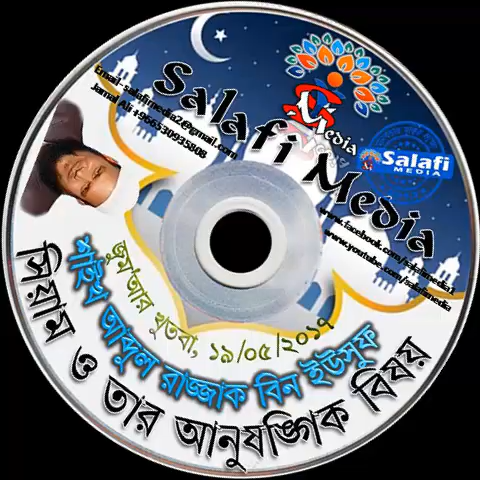 Salafi Media
Media
Salafi
MEDIA
Email-salafimedia2@gmail.com
Jamal Ali +966530935808
www.facebook.com/salafimedia1
www.youtube.com/salafimedia
জুম'আর খুতবা, ১৯/০৫/২০১৭
শাইখ আব্দুল রাজ্জাক বিন ইউসুফ
সিয়াম ও তার আনুষঙ্গিক বিষয়